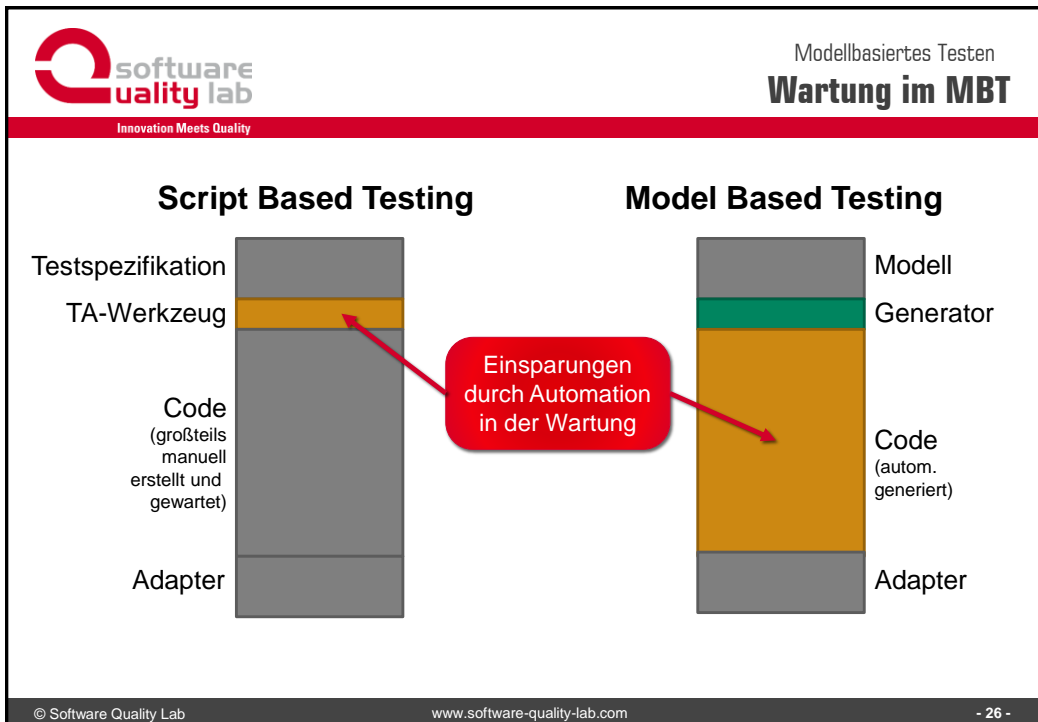 software
uality lab
Innovation Meets Quality
Modellbasiertes Testen
Wartung im MBT
Script Based Testing
Testspezifikation
TA-Werkzeug
Code
(großteils
manuell
erstellt und
gewartet)
Adapter
Einsparungen
durch Automation
in der Wartung
Model Based Testing
Modell
Generator
Code
(autom.
generiert)
Adapter
© Software Quality Lab
www.software-quality-lab.com
- 26 -